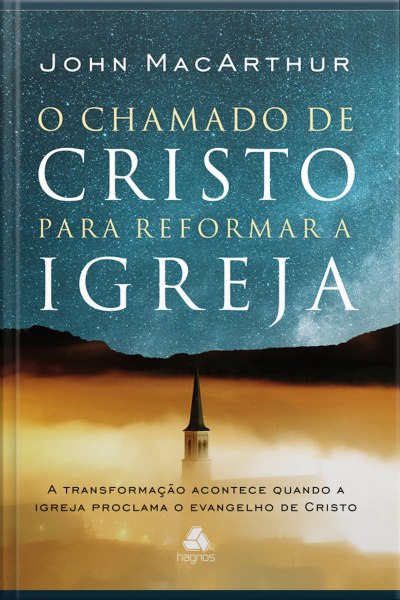 John MacArthur
O CHAMADO DE
CRISTO
PARA REFORMAR A
IGREJA
A TRANSFORMAÇÃO ACONTECE QUANDO A
IGREJA PROCLAMA O EVANGELHO DE CRISTO
hagnos